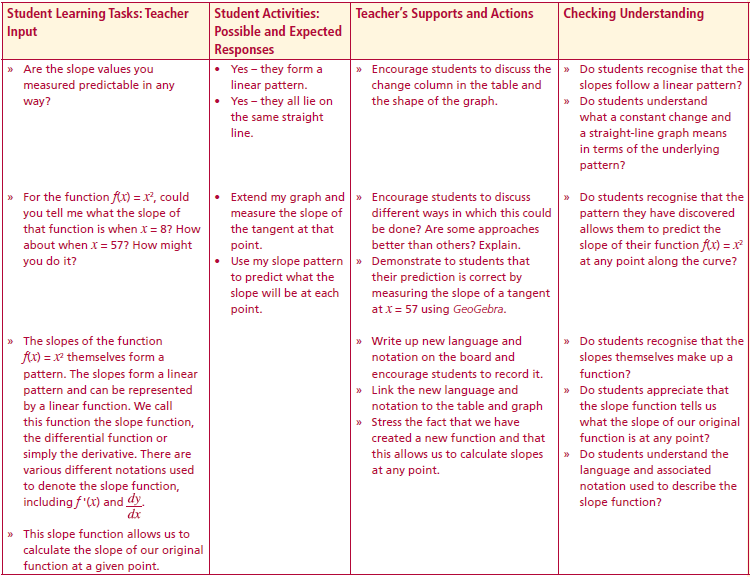 Student Learning Tasks: Teacher
Input
Student Activities:
Possible and Expected
Responses
Teacher's Supports and Actions
Checking Understanding
» Are the slope values you
measured predictable in any
way?
• Yes – they form a
linear pattern.
• Yes – they all lie on
the same straight
line.
» Encourage students to discuss the
change column in the table and
the shape of the graph.
» Do students recognise that the
slopes follow a linear pattern?
» Do students understand
what a constant change and
a straight-line graph means
in terms of the underlying
pattern?
» For the function f(x) = x², could
you tell me what the slope of
that function is when x = 8? How
about when x = 57? How might
you do it?
• Extend my graph and
measure the slope of
the tangent at that
point.
• Use my slope pattern
to predict what the
slope will be at each
point.
» Encourage students to discuss
different ways in which this could
be done? Are some approaches
better than others? Explain.
» Demonstrate to students that
their prediction is correct by
measuring the slope of a tangent
at x = 57 using GeoGebra.
» Do students recognise that the
pattern they have discovered
allows them to predict the
slope of their function f(x) = x²
at any point along the curve?
» The slopes of the function
f(x) = x² themselves form a
pattern. The slopes form a linear
pattern and can be represented
by a linear function. We call
this function the slope function,
the differential function or
simply the derivative. There are
various different notations used
to denote the slope function,
including f '(x) and dy/dx.
» This slope function allows us to
calculate the slope of our original
function at a given point.
» Write up new language and
notation on the board and
encourage students to record it.
» Link the new language and
notation to the table and graph
» Stress the fact that we have
created a new function and that
this allows us to calculate slopes
at any point.
» Do students recognise that the
slopes themselves make up a
function?
» Do students appreciate that
the slope function tells us
what the slope of our original
function is at any point?
» Do students understand the
language and associated
notation used to describe the
slope function?